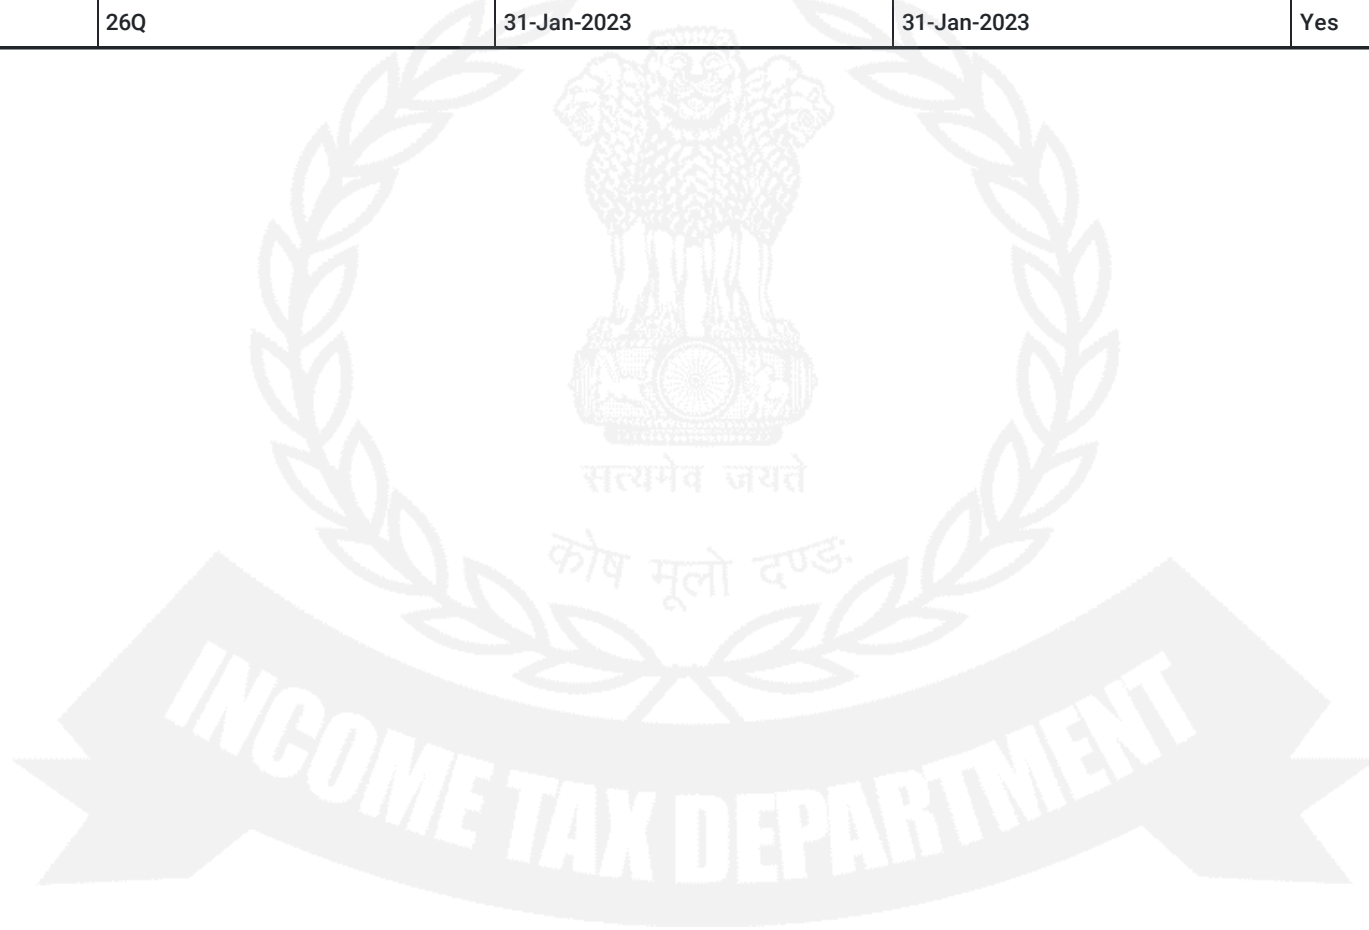 26Q 31-Jan-2023 31-Jan-2023 Yes
सत्यमेव जयते
कोष मूलो दण्डः
INCOME TAX DEPARTMENT